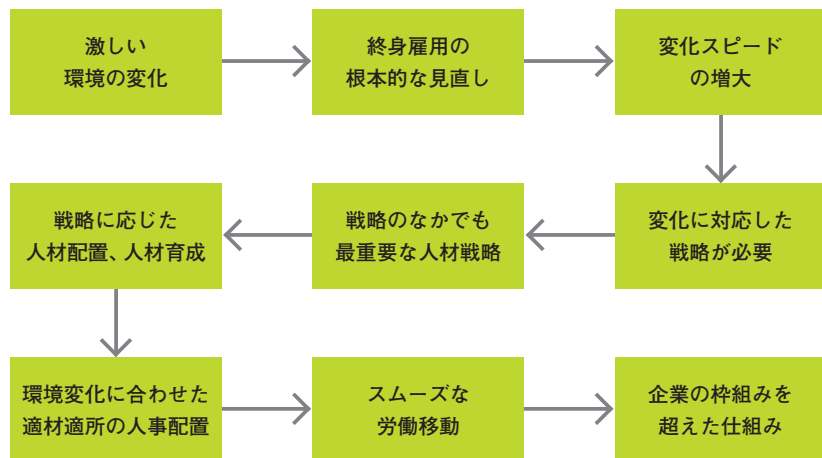 激しい
環境の変化
終身雇用の
根本的な見直し
変化スピード
の増大
変化に対応した
戦略が必要
戦略のなかでも
最重要な人材戦略
戦略に応じた
人材配置、人材育成
環境変化に合わせた
適材適所の人事配置
スムーズな
労働移動
企業の枠組みを
超えた仕組み